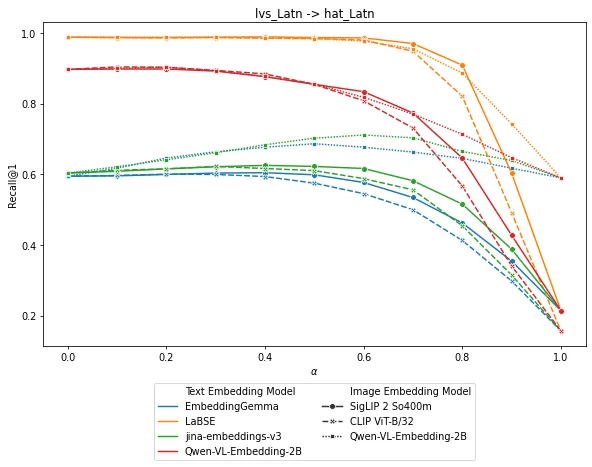 lvs_Latn -> hat_Latn
Recall@1
1.0
0.8
0.6
0.4
0.2
0.0 0.2 0.4 0.6 0.8 1.0
α
Text Embedding Model
EmbeddingGemma
LaBSE
jina-embeddings-v3
Qwen-VL-Embedding-2B
Image Embedding Model
SigLIP 2 So400m
CLIP ViT-B/32
Qwen-VL-Embedding-2B